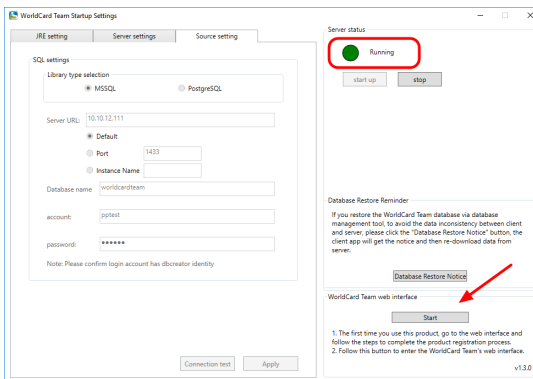 WorldCard Team Startup Settings
JRE setting
Server settings
Source setting
SQL settings
Library type selection
MSSQL
PostgreSQL
Server URL:
10.10.12.111
Default
Port
1433
Instance Name
Database name
worldcardteam
account:
pptest
password:
●●●●●●
Note: Please confirm login account has dbcreator identity
Connection test
Apply
Server status
Running
start up
stop
Database Restore Reminder
If you restore the WorldCard Team database via database
management tool, to avoid the data inconsistency between client
and server, please click the "Database Restore Notice" button, the
client app will get the notice and then re-download data from
server.
Database Restore Notice
WorldCard Team web interface
Start
1. The first time you use this product, go to the web interface and
follow the steps to complete the product registration process.
2. Follow this button to enter the WorldCard Team's web interface.
v1.3.0